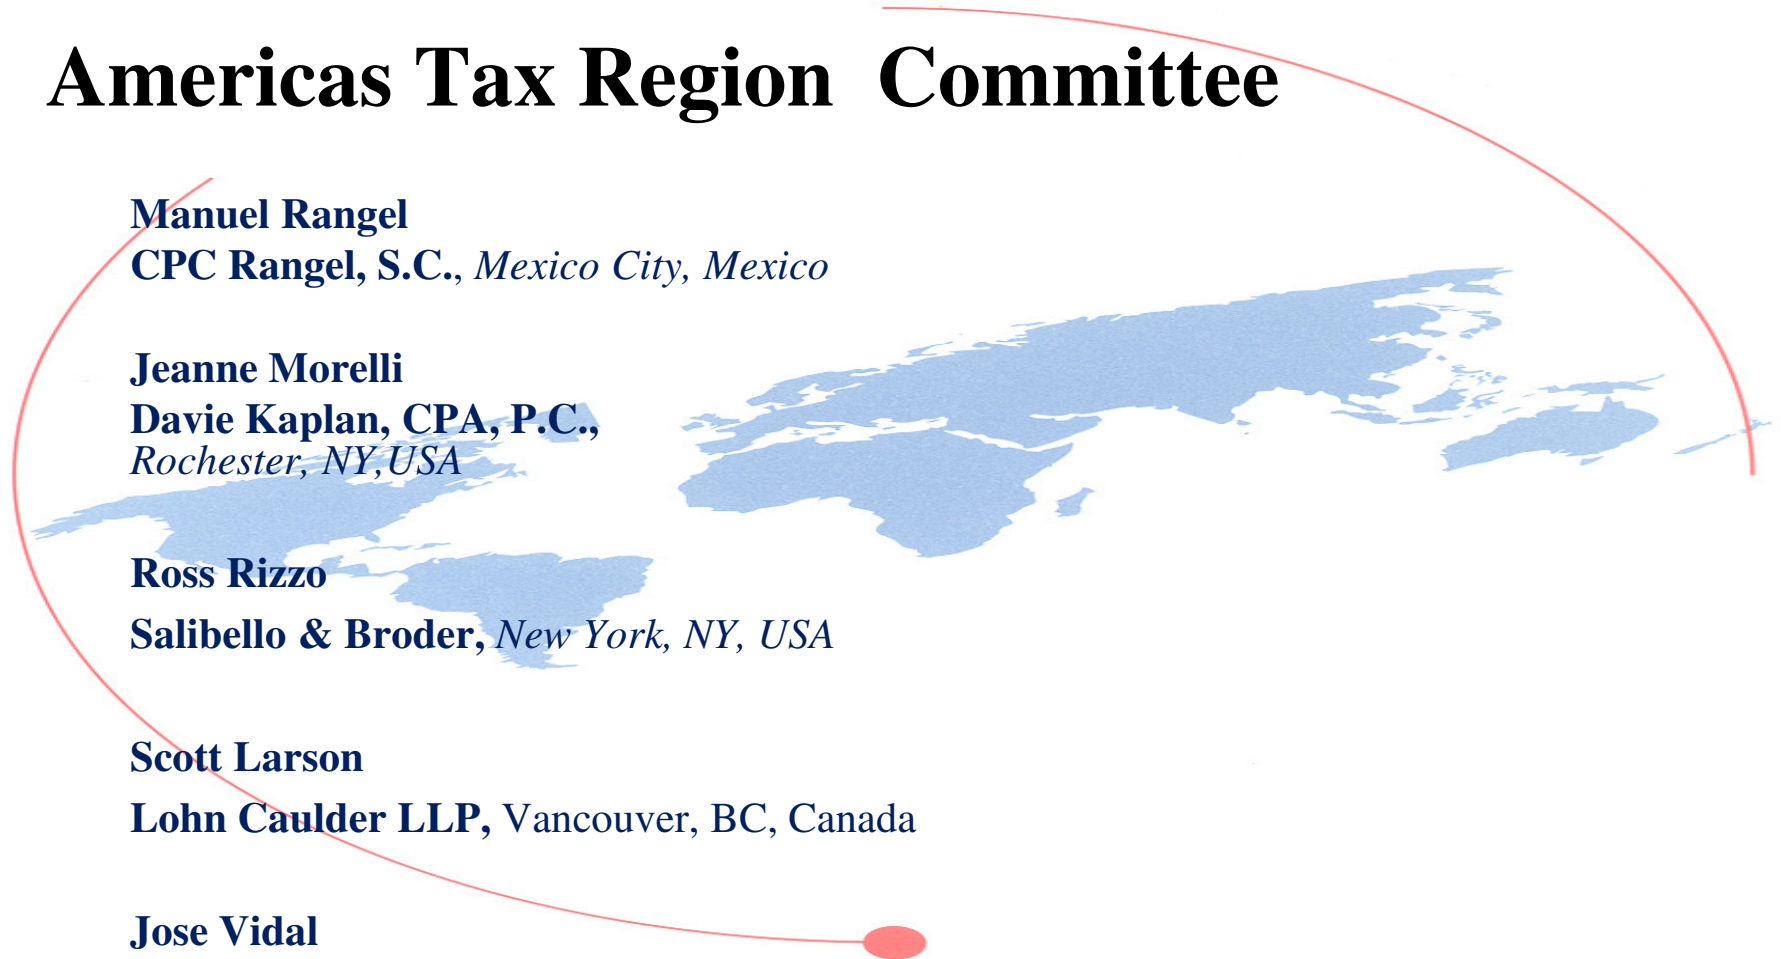 Americas Tax Region  Committee
Manuel Rangel
CPC Rangel, S.C., Mexico City, Mexico
Jeanne Morelli
Davie Kaplan, CPA, P.C.,
Rochester, NY,USA
Ross Rizzo
Salibello & Broder, New York, NY, USA
Scott Larson
Lohn Caulder LLP, Vancouver, BC, Canada
Jose Vidal